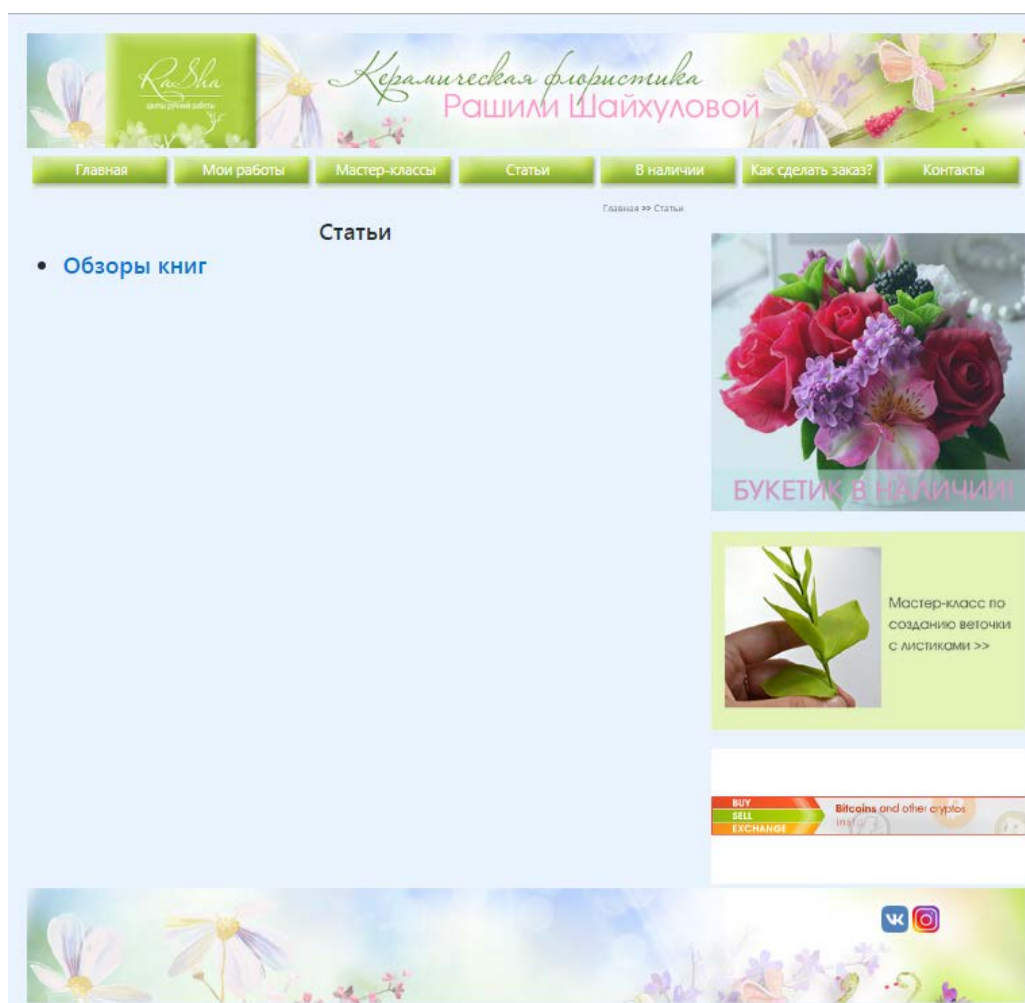 RaSha
цветы ручной работы
Керамическая флористика
Рашили Шайхуловой
Главная
Мои работы
Мастер-классы
Статьи
В наличии
Как сделать заказ?
Контакты
Главная >> Статьи
Статьи
Обзоры книг
БУКЕТИК В НАЛИЧИИ!
Мастер-класс по
созданию веточки
с листиками >>
BUY
SELL
EXCHANGE
Bitcoins and other cryptos